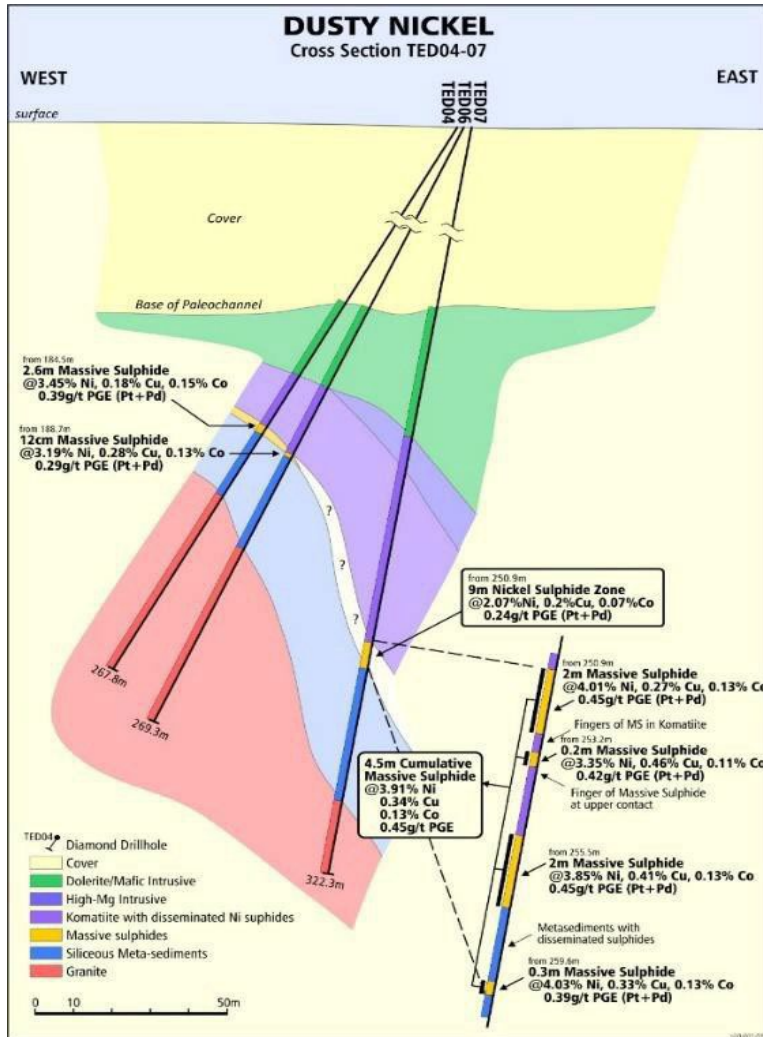 DUSTY NICKEL
Cross Section TED04-07
WEST
EAST
TED04
TED06
TED07
surface
Cover
Base of Paleochannel
from 184.5m
2.6m Massive Sulphide
@3.45% Ni, 0.18% Cu, 0.15% Co
0.39g/t PGE (Pt+Pd)
from 188.7m
12cm Massive Sulphide
@3.19% Ni, 0.28% Cu, 0.13% Co
0.29g/t PGE (Pt+Pd)
?
?
?
from 250.9m
9m Nickel Sulphide Zone
@2.07%Ni, 0.2%Cu, 0.07%Co
0.24g/t PGE (Pt+Pd)
267.8m
269.3m
322.3m
from 250.9m
2m Massive Sulphide
@4.01% Ni, 0.27% Cu, 0.13% Co
0.45g/t PGE (Pt+Pd)
Fingers of MS in Komatiite
from 253.2m
0.2m Massive Sulphide
@3.35% Ni, 0.46% Cu, 0.11% Co
0.42g/t PGE (Pt+Pd)
Finger of Massive Sulphide
at upper contact
4.5m Cumulative
Massive Sulphide
@3.91% Ni
0.34% Cu
0.13% Co
0.45g/t PGE
from 255.5m
2m Massive Sulphide
@3.85% Ni, 0.41% Cu, 0.13% Co
0.45g/t PGE (Pt+Pd)
Metasediments with
disseminated sulphides
from 259.6m
0.3m Massive Sulphide
@4.03% Ni, 0.33% Cu, 0.13% Co
0.39g/t PGE (Pt+Pd)
TED04
Diamond Drillhole
Cover
Dolerite/Mafic Intrusive
High-Mg Intrusive
Komatiite with disseminated Ni suphides
Massive sulphides
Siliceous Meta-sediments
Granite
0 10 50m